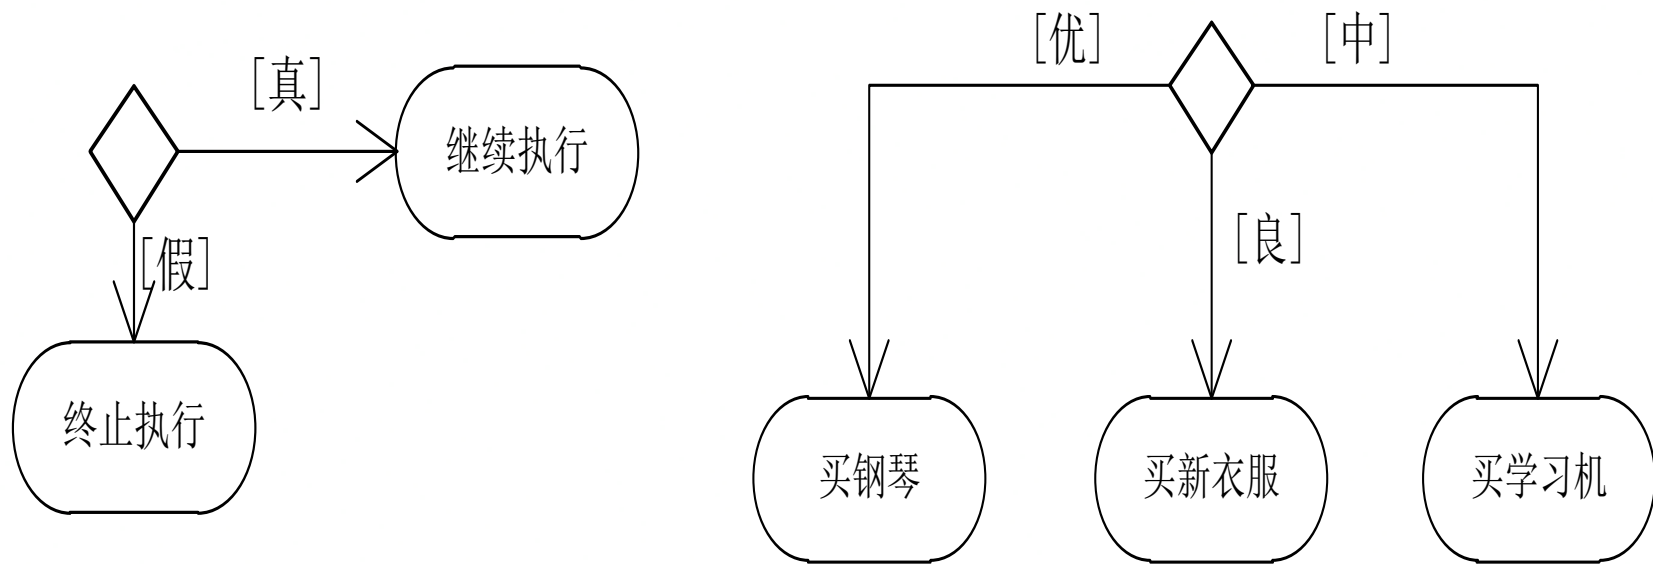 [真]
继续执行
[假]
终止执行
[优]
[中]
[良]
买钢琴
买新衣服
买学习机